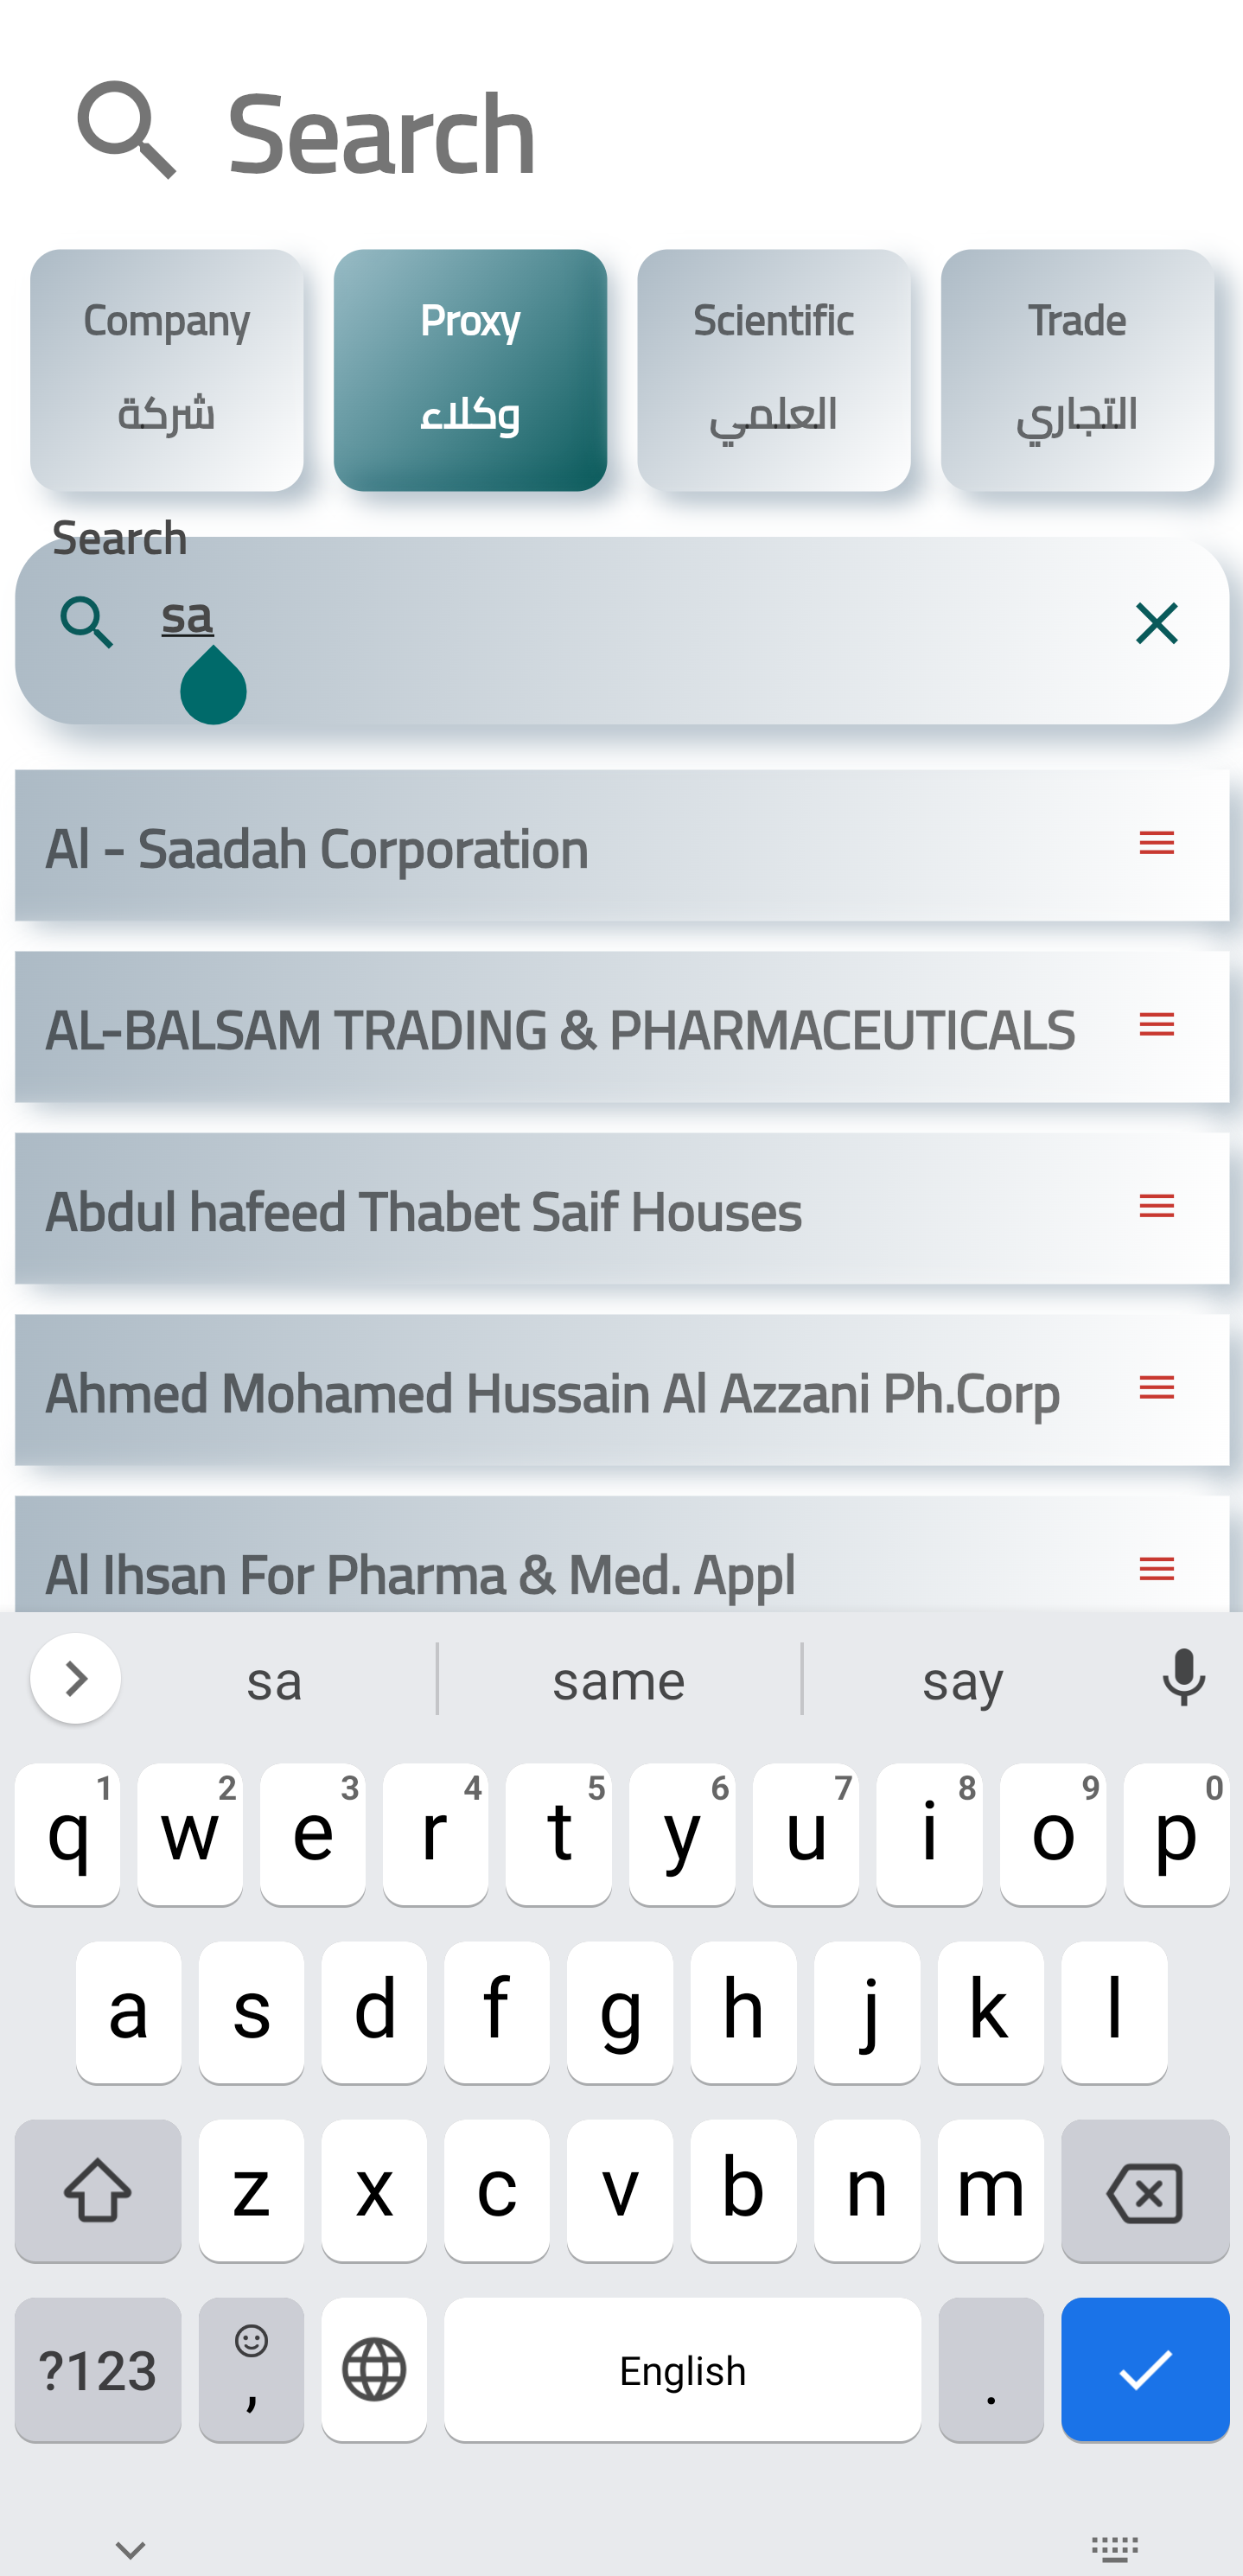 Search
Company Proxy Scientific Trade
شركة وكلاء العلمي التجاري
Search
sa
Al - Saadah Corporation
AL-BALSAM TRADING & PHARMACEUTICALS
Abdul hafeed Thabet Saif Houses
Ahmed Mohamed Hussain Al Azzani Ph.Corp
Al Ihsan For Pharma & Med. Appl
sa same say
q 1 w 2 e 3 r 4 t 5 y 6 u 7 i 8 o 9 p 0
a s d f g h j k l
z x c v b n m
?123 , English .